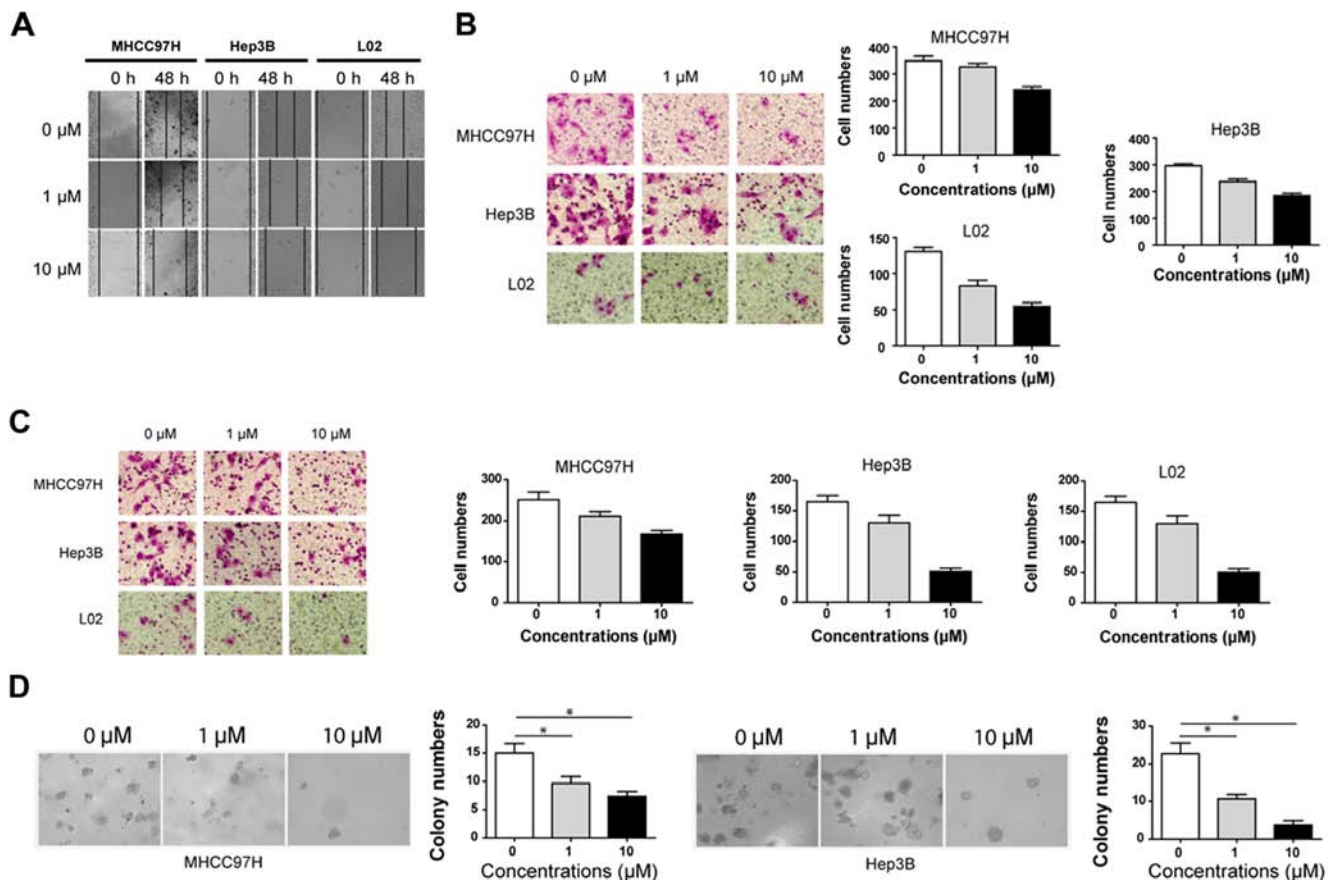 A
MHCC97H Hep3B L02
0 h 48 h 0 h 48 h 0 h 48 h
0 µM
1 µM
10 µM
B
0 µM 1 µM 10 µM
MHCC97H
Hep3B
L02
MHCC97H
Cell numbers
400
300
200
100
0
0 1 10
Concentrations (µM)
L02
Cell numbers
150
100
50
0
0 1 10
Concentrations (µM)
Hep3B
Cell numbers
400
300
200
100
0
0 1 10
Concentrations (µM)
C
0 µM 1 µM 10 µM
MHCC97H
Hep3B
L02
MHCC97H
Cell numbers
300
200
100
0
0 1 10
Concentrations (µM)
Hep3B
Cell numbers
200
150
100
50
0
0 1 10
Concentrations (µM)
L02
Cell numbers
200
150
100
50
0
0 1 10
Concentrations (µM)
D
0 µM 1 µM 10 µM
MHCC97H
Colony numbers
20
15
10
5
0
*
*
0 1 10
Concentrations (µM)
0 µM 1 µM 10 µM
Hep3B
Colony numbers
30
20
10
0
*
*
0 1 10
Concentrations (µM)